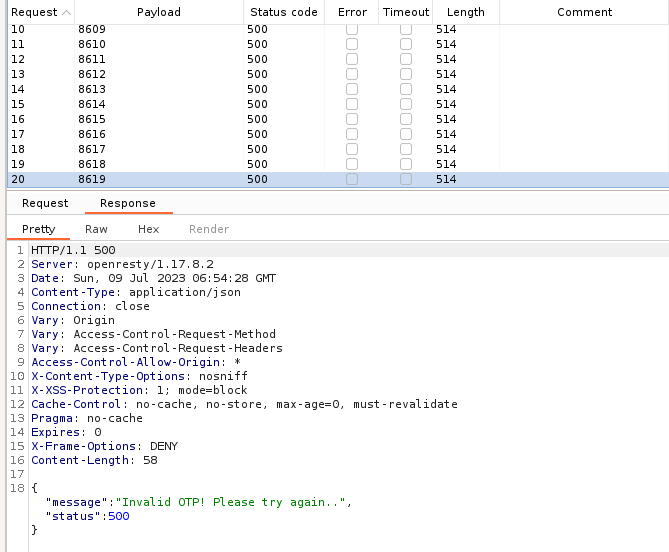 Request Payload Status code Error Timeout Length Comment
10 8609 500 514
11 8610 500 514
12 8611 500 514
13 8612 500 514
14 8613 500 514
15 8614 500 514
16 8615 500 514
17 8616 500 514
18 8617 500 514
19 8618 500 514
20 8619 500 514
Request Response
Pretty Raw Hex Render
1 HTTP/1.1 500
2 Server: openresty/1.17.8.2
3 Date: Sun, 09 Jul 2023 06:54:28 GMT
4 Content-Type: application/json
5 Connection: close
6 Vary: Origin
7 Vary: Access-Control-Request-Method
8 Vary: Access-Control-Request-Headers
9 Access-Control-Allow-Origin: *
10 X-Content-Type-Options: nosniff
11 X-XSS-Protection: 1; mode=block
12 Cache-Control: no-cache, no-store, max-age=0, must-revalidate
13 Pragma: no-cache
14 Expires: 0
15 X-Frame-Options: DENY
16 Content-Length: 58
17
18 {
"message":"Invalid OTP! Please try again..",
"status":500
}